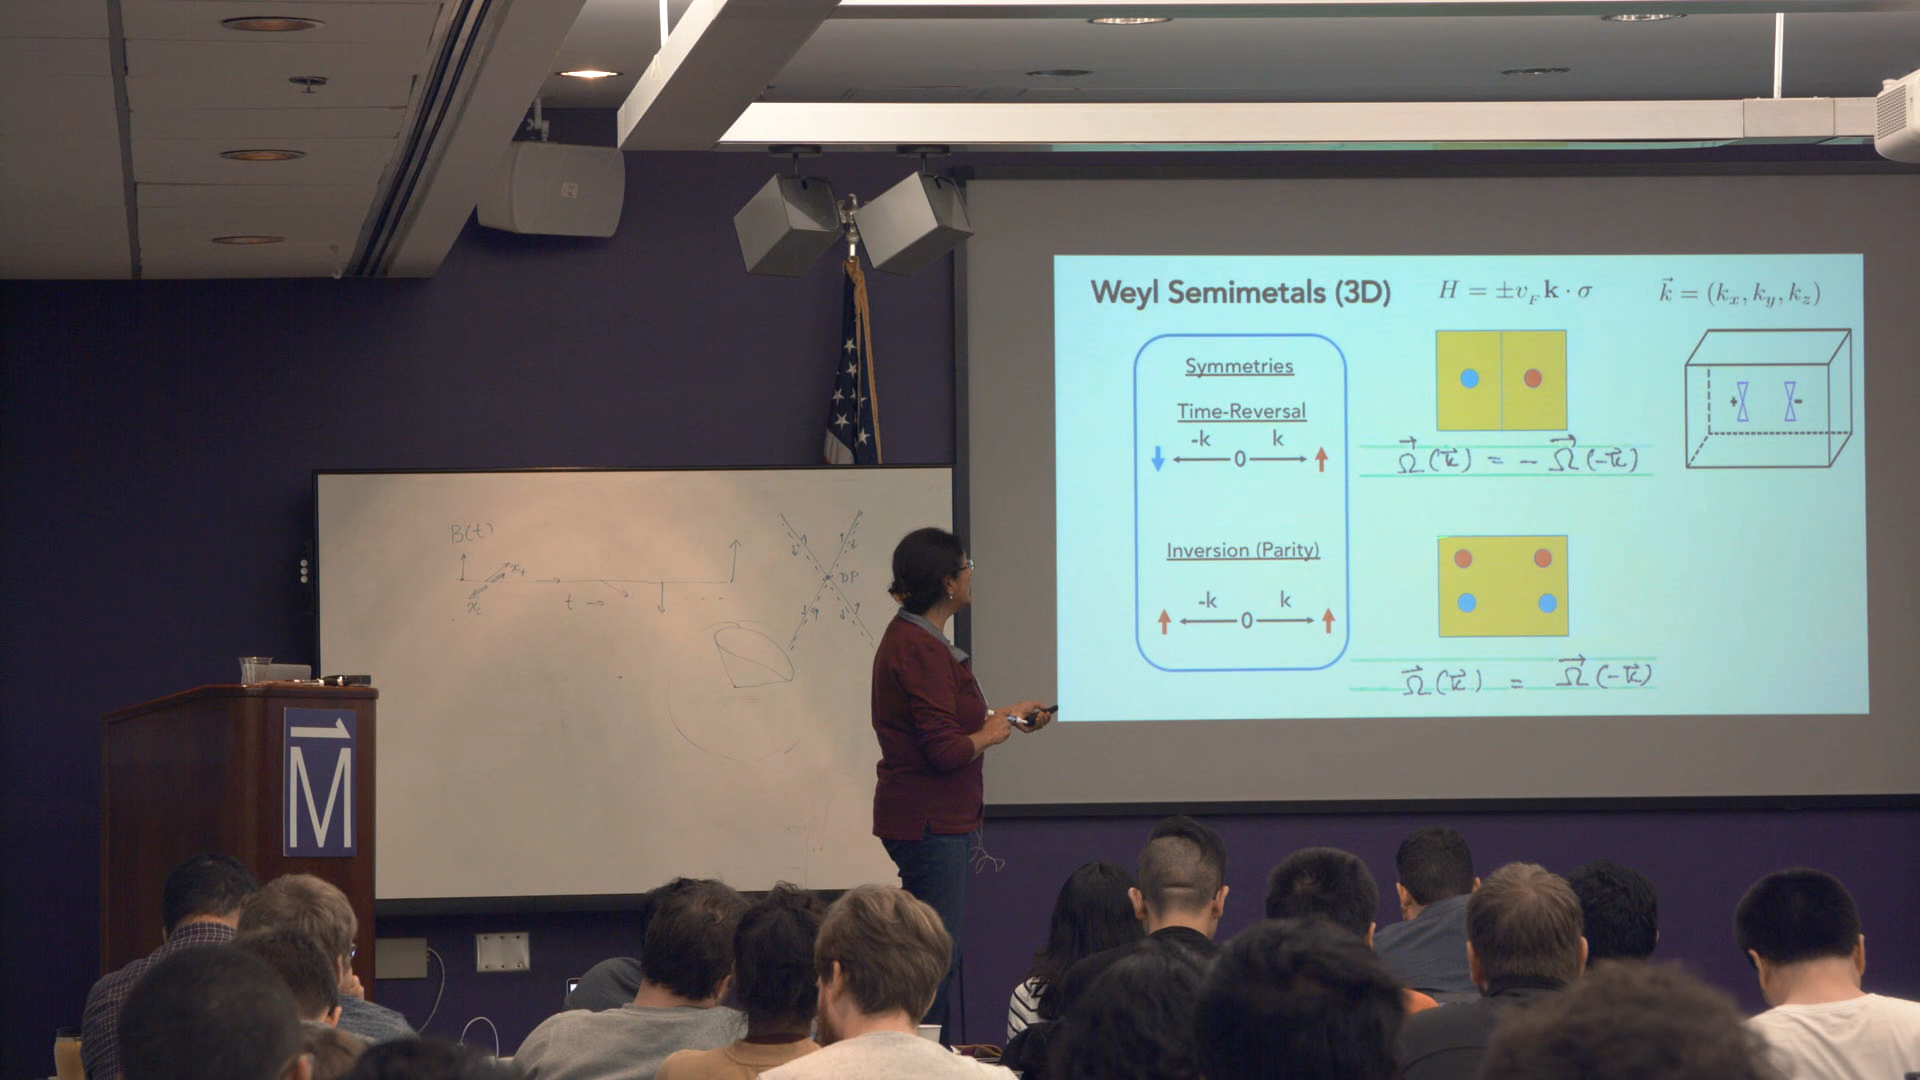 Weyl Semimetals (3D)
H = ±v_F k · σ
k⃗ = (k_x, k_y, k_z)
Symmetries
Time-Reversal
-k k
0
Ω⃗(k⃗) = - Ω⃗(-k⃗)
+ -
Inversion (Parity)
-k k
0
Ω⃗(k⃗) = Ω⃗(-k⃗)
B(t)
t →
DP
M